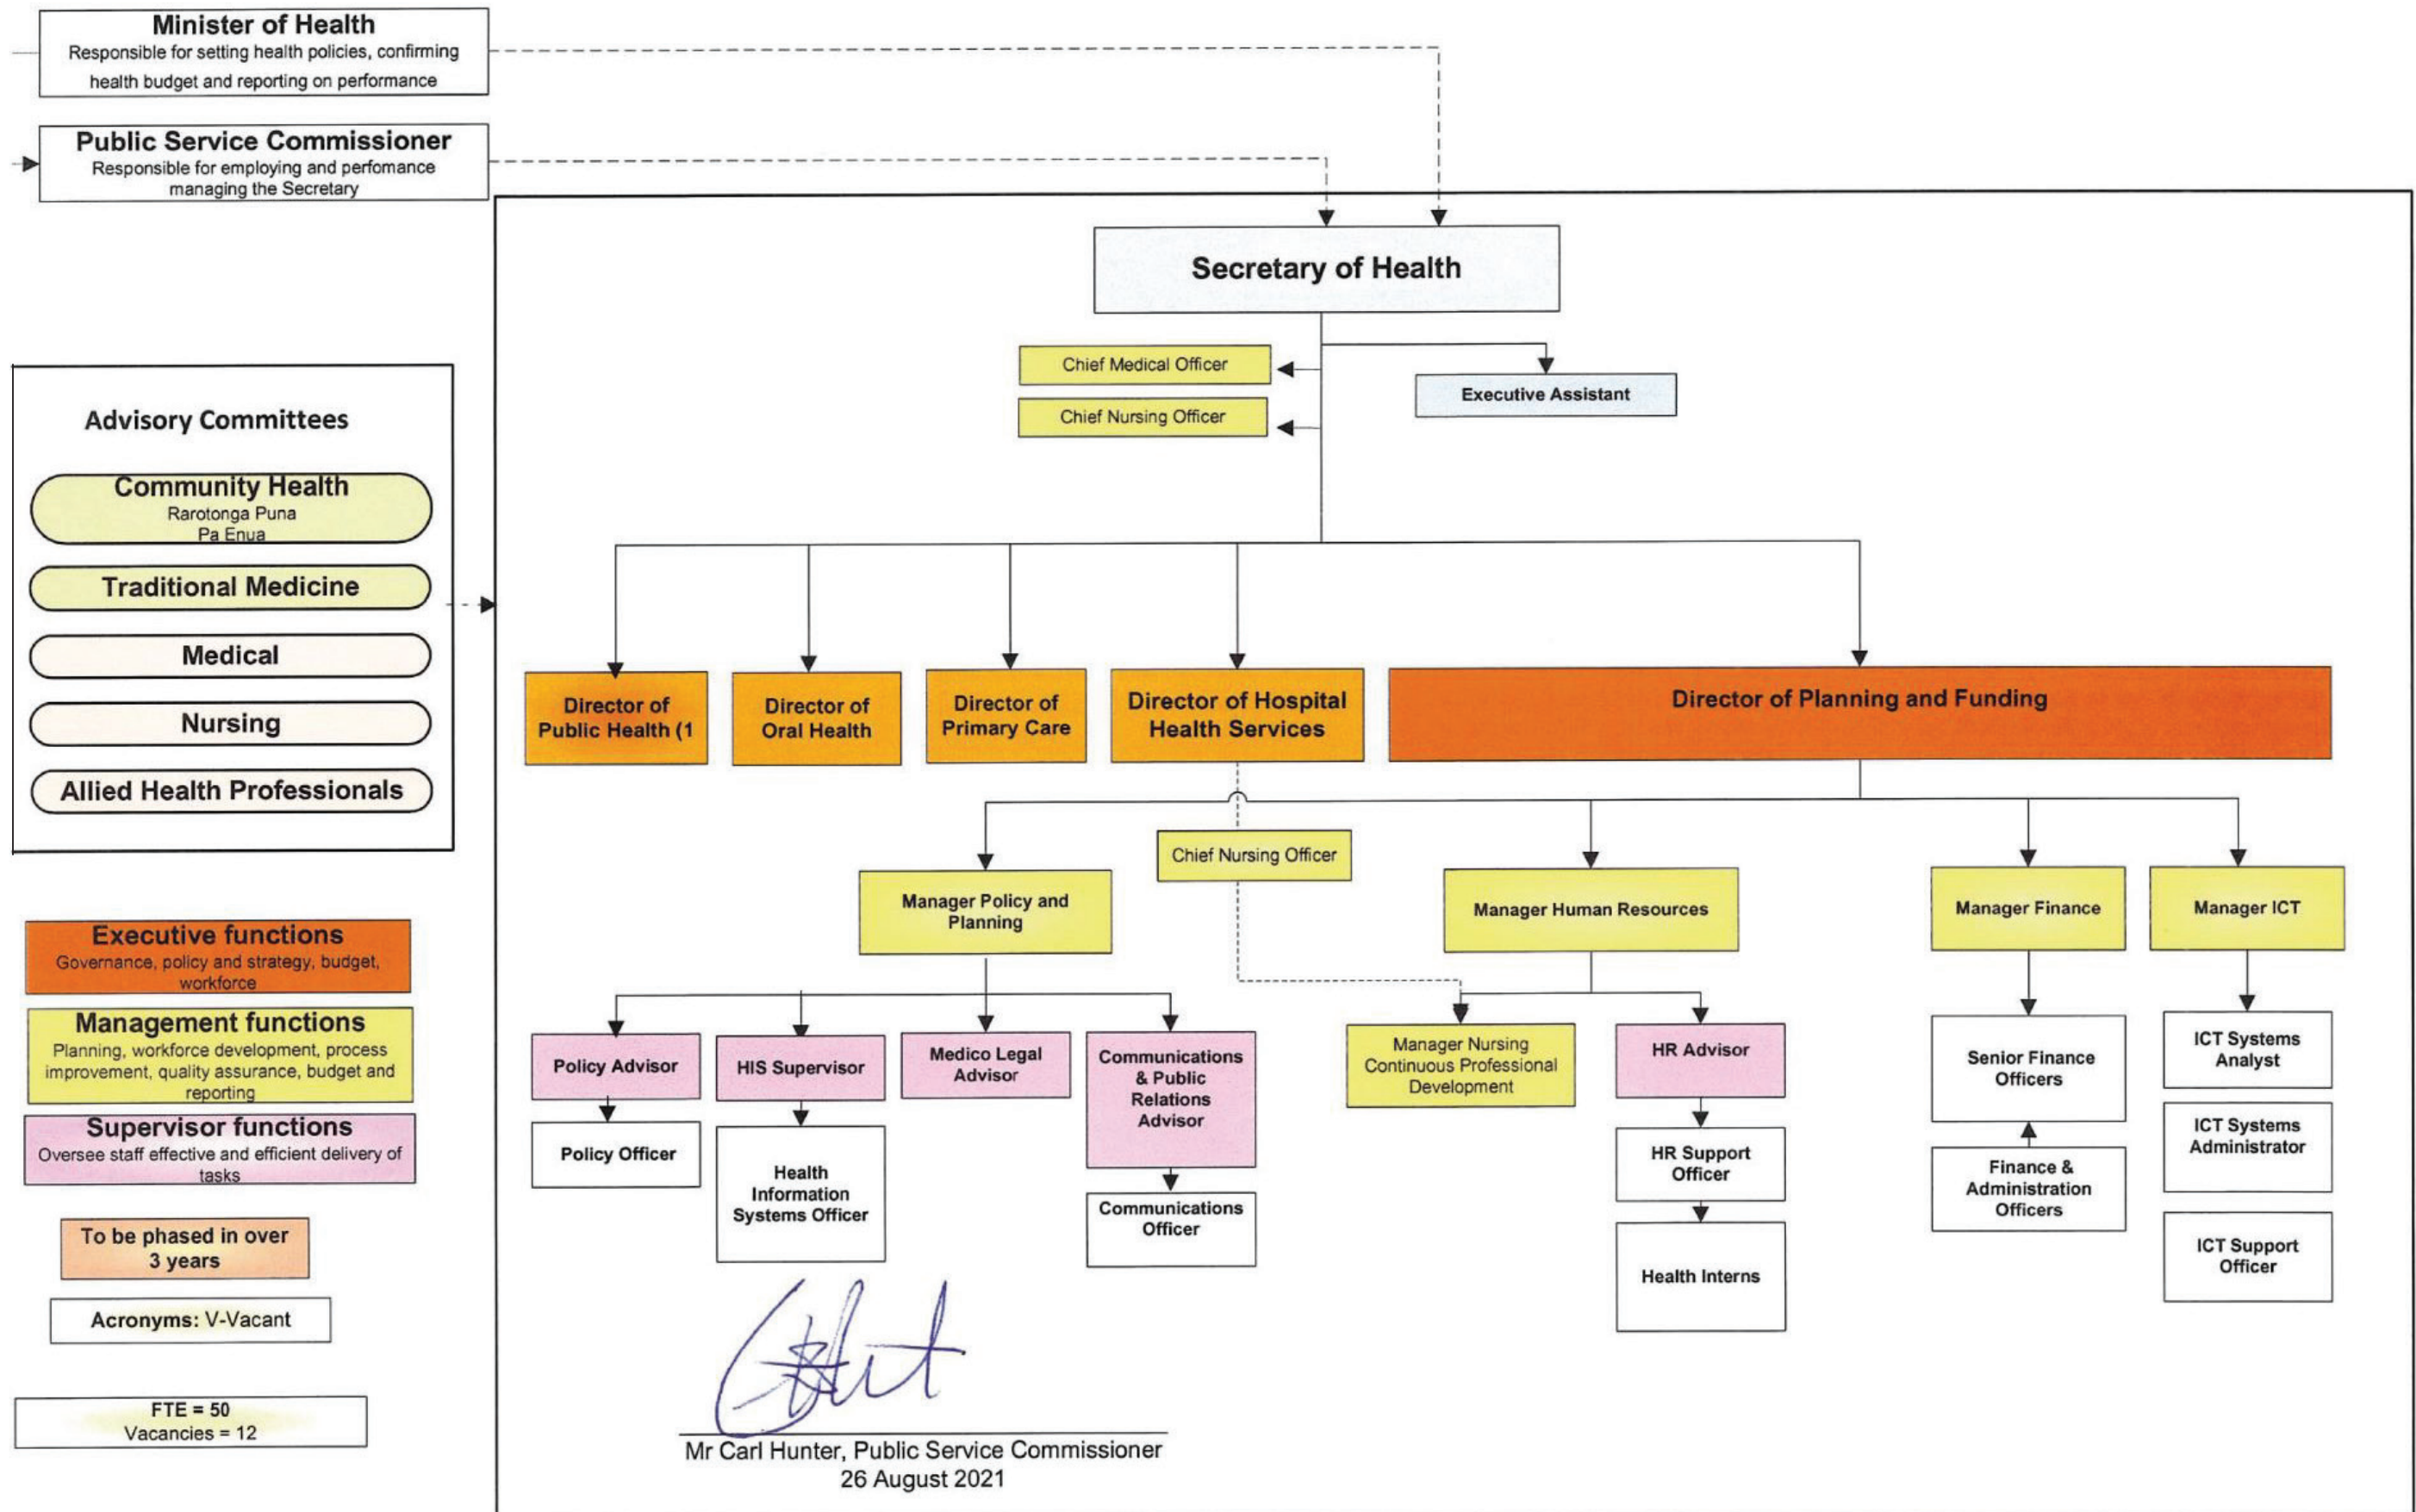 Minister of Health
Responsible for setting health policies, confirming
health budget and reporting on performance
Public Service Commissioner
Responsible for employing and perfomance
managing the Secretary
Secretary of Health
Chief Medical Officer
Chief Nursing Officer
Executive Assistant
Advisory Committees
Community Health
Rarotonga Puna
Pa Enua
Traditional Medicine
Medical
Nursing
Allied Health Professionals
Director of
Public Health (1
Director of
Oral Health
Director of
Primary Care
Director of Hospital
Health Services
Director of Planning and Funding
Chief Nursing Officer
Manager Policy and
Planning
Manager Human Resources
Manager Finance
Manager ICT
Policy Advisor
HIS Supervisor
Medico Legal
Advisor
Communications
& Public
Relations
Advisor
Manager Nursing
Continuous Professional
Development
HR Advisor
Senior Finance
Officers
ICT Systems
Analyst
Policy Officer
Health
Information
Systems Officer
Communications
Officer
HR Support
Officer
Health Interns
Finance &
Administration
Officers
ICT Systems
Administrator
ICT Support
Officer
Executive functions
Governance, policy and strategy, budget,
workforce
Management functions
Planning, workforce development, process
improvement, quality assurance, budget and
reporting
Supervisor functions
Oversee staff effective and efficient delivery of
tasks
To be phased in over
3 years
Acronyms: V-Vacant
FTE = 50
Vacancies = 12
Mr Carl Hunter, Public Service Commissioner
26 August 2021